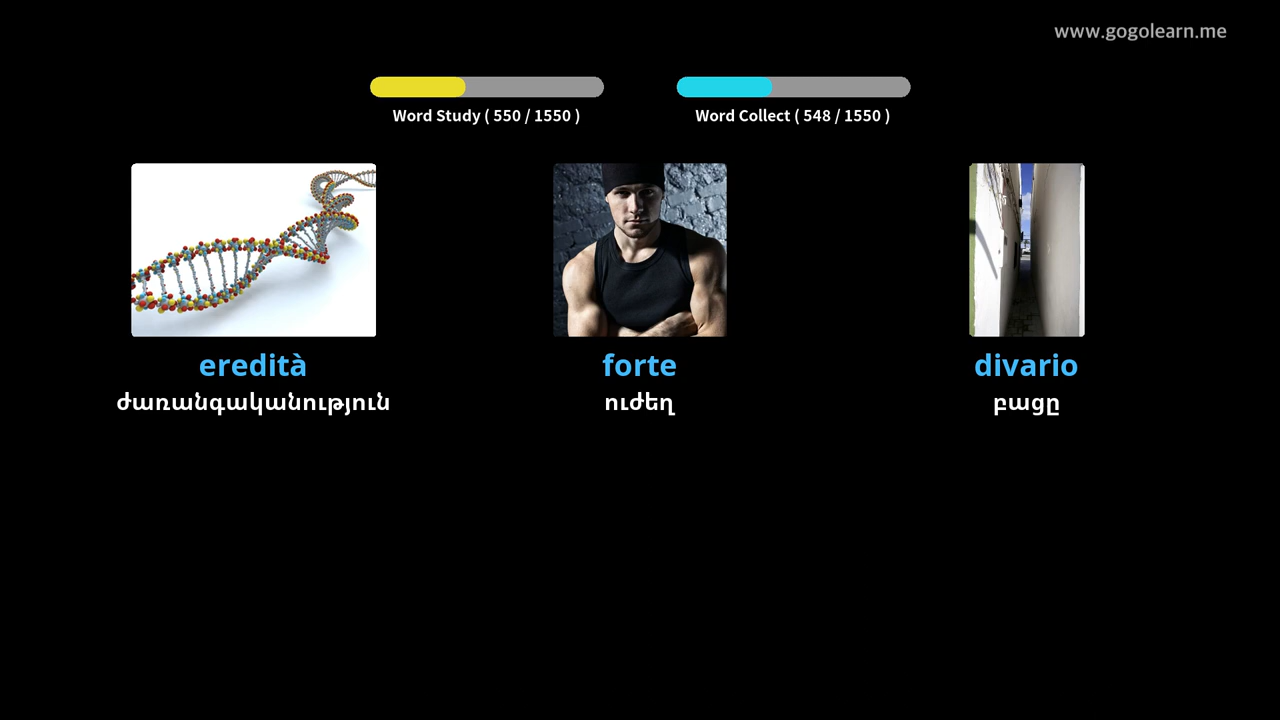 www.gogolearn.me
Word Study ( 550 / 1550 )
Word Collect ( 548 / 1550 )
eredità
forte
divario
ժառանգականություն
ուժեղ
բացը